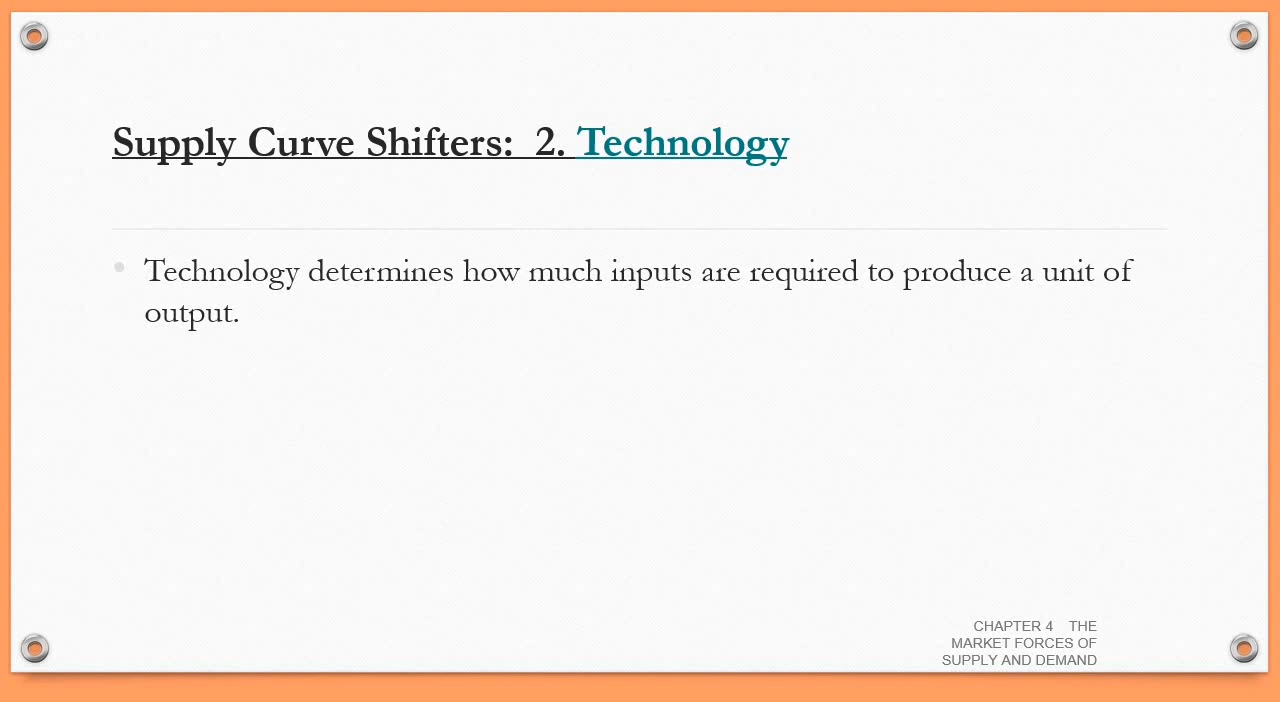 Supply Curve Shifters:  2. Technology
Technology determines how much inputs are required to produce a unit of
output.
CHAPTER 4    THE
MARKET FORCES OF
SUPPLY AND DEMAND